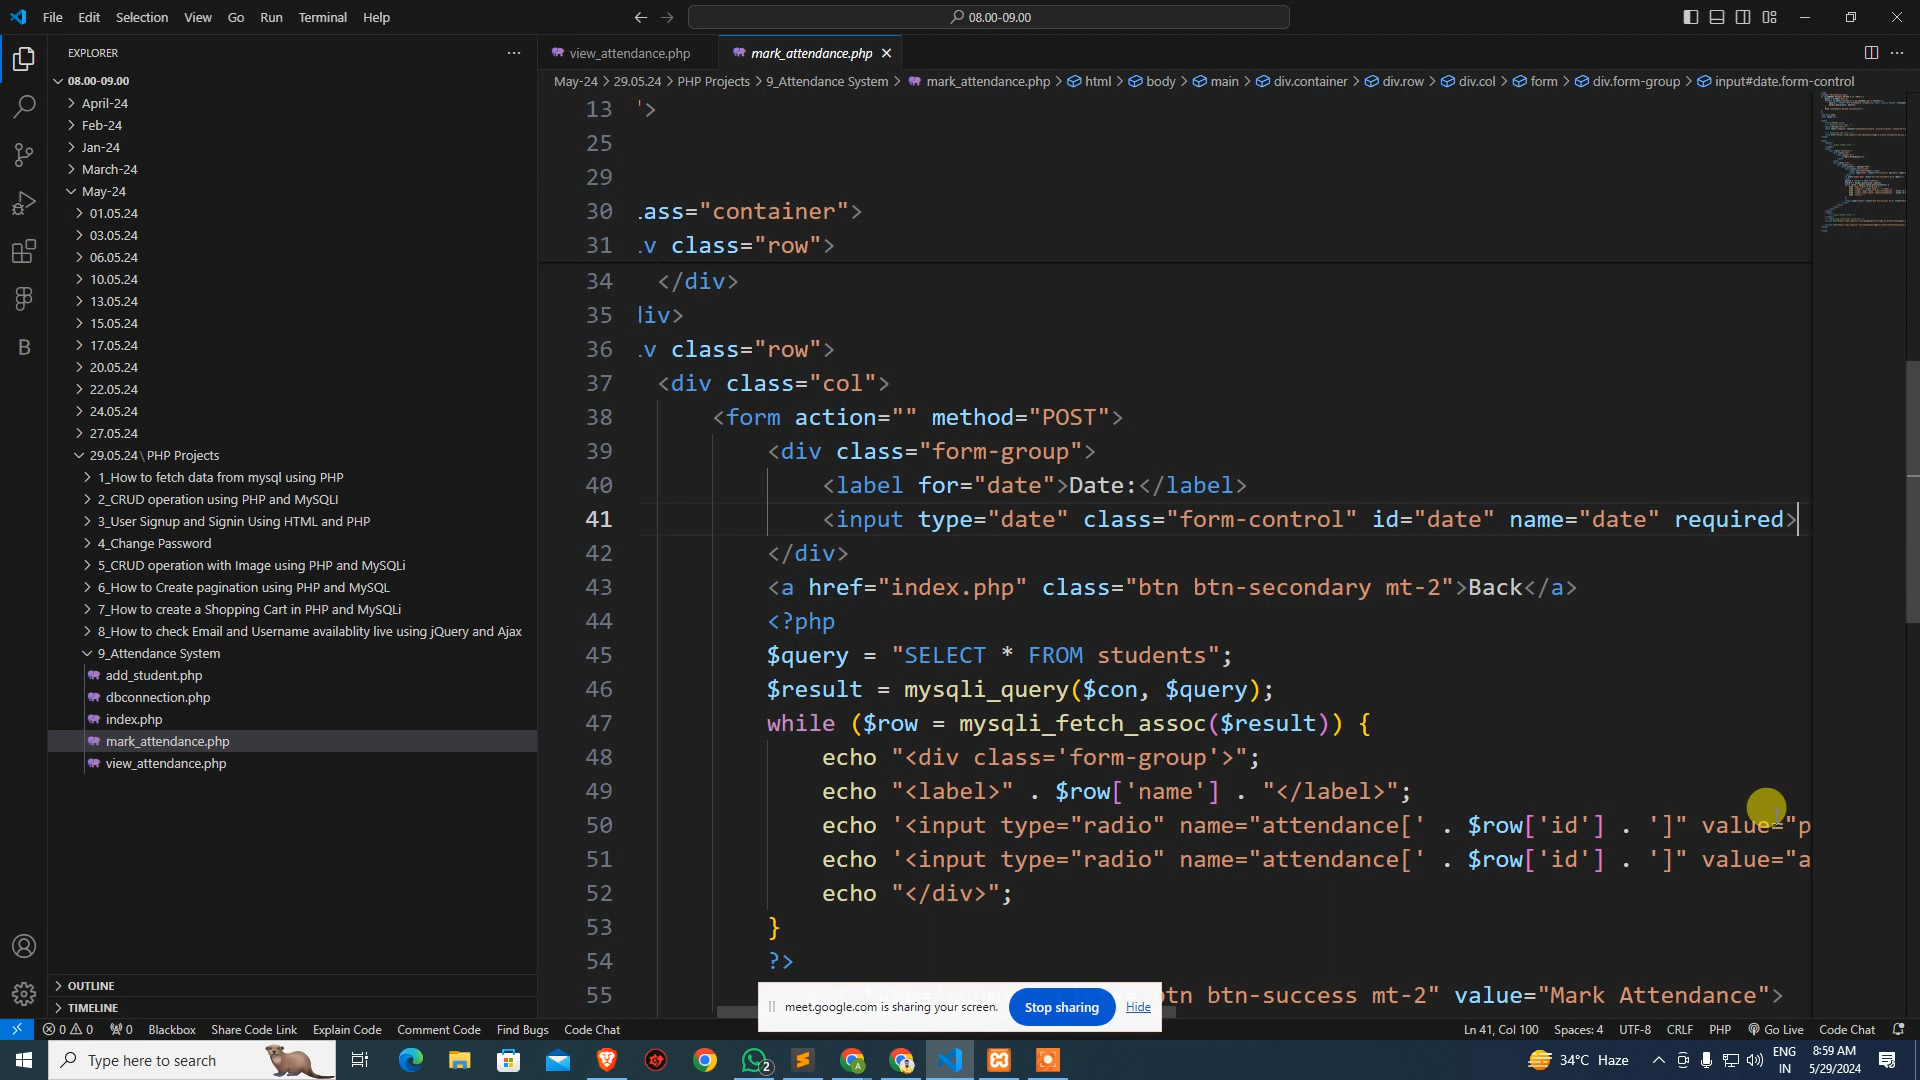 File Edit Selection View Go Run Terminal Help
08.00-09.00
EXPLORER
08.00-09.00
April-24
Feb-24
Jan-24
March-24
May-24
01.05.24
03.05.24
06.05.24
10.05.24
13.05.24
15.05.24
17.05.24
20.05.24
22.05.24
24.05.24
27.05.24
29.05.24\PHP Projects
1_How to fetch data from mysql using PHP
2_CRUD operation using PHP and MySQLI
3_User Signup and Signin Using HTML and PHP
4_Change Password
5_CRUD operation with Image using PHP and MySQLi
6_How to Create pagination using PHP and MySQL
7_How to create a Shopping Cart in PHP and MySQLi
8_How to check Email and Username availablity live using jQuery and Ajax
9_Attendance System
add_student.php
dbconnection.php
index.php
mark_attendance.php
view_attendance.php
OUTLINE
TIMELINE
view_attendance.php
mark_attendance.php
May-24 > 29.05.24 > PHP Projects > 9_Attendance System > mark_attendance.php > html > body > main > div.container > div.row > div.col > form > div.form-group > input#date.form-control
13 '>
25
29
30 .ass="container">
31 .v class="row">
34 </div>
35 liv>
36 .v class="row">
37 <div class="col">
38 <form action="" method="POST">
39 <div class="form-group">
40 <label for="date">Date:</label>
41 <input type="date" class="form-control" id="date" name="date" required>
42 </div>
43 <a href="index.php" class="btn btn-secondary mt-2">Back</a>
44 <?php
45 $query = "SELECT * FROM students";
46 $result = mysqli_query($con, $query);
47 while ($row = mysqli_fetch_assoc($result)) {
48 echo "<div class='form-group'>";
49 echo "<label>" . $row['name'] . "</label>";
50 echo '<input type="radio" name="attendance[' . $row['id'] . ']" value="p
51 echo '<input type="radio" name="attendance[' . $row['id'] . ']" value="a
52 echo "</div>";
53 }
54 ?>
55 btn btn-success mt-2" value="Mark Attendance">
meet.google.com is sharing your screen. Stop sharing Hide
0 0 0 Blackbox Share Code Link Explain Code Comment Code Find Bugs Code Chat
Ln 41, Col 100 Spaces: 4 UTF-8 CRLF PHP Go Live Code Chat
Type here to search
2
34°C Haze
ENG
IN
8:59 AM
5/29/2024